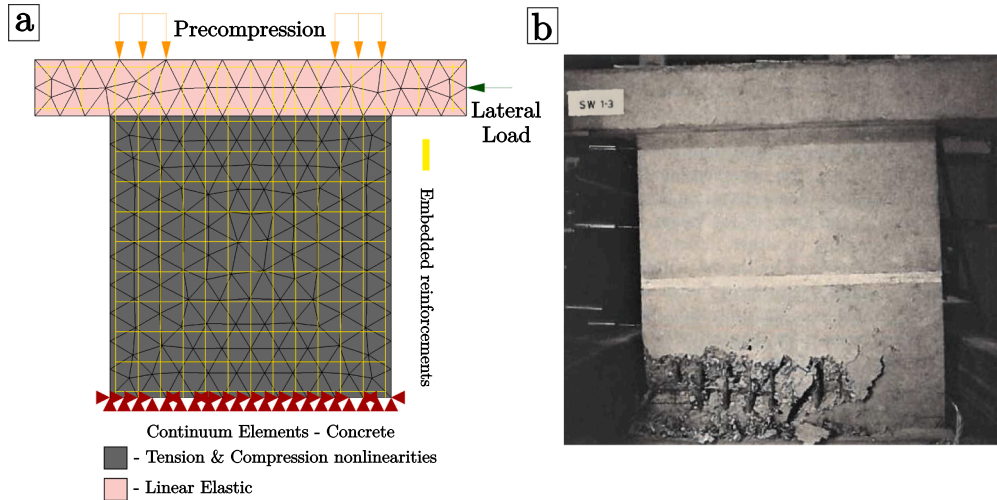 a
Precompression
Lateral
Load
Embedded reinforcements
Continuum Elements - Concrete
- Tension & Compression nonlinearities
- Linear Elastic
b
SW 1-3